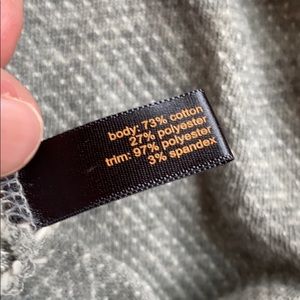 body: 73% cotton
27% polyester
trim: 97% polyester
3% spandex